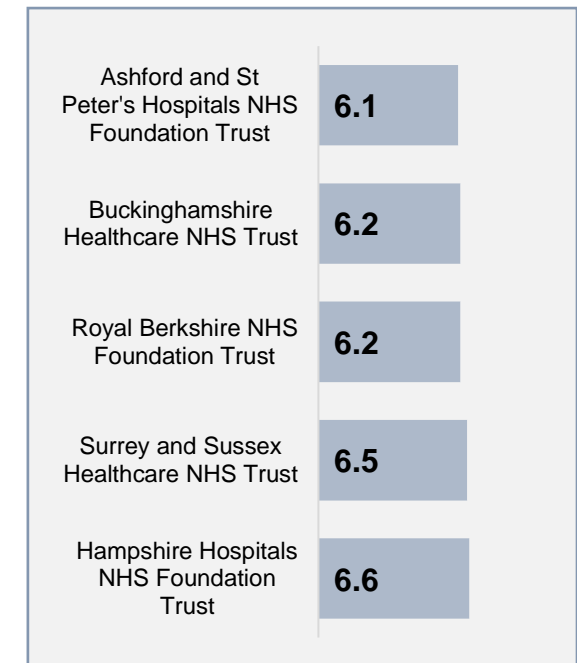 Ashford and St
Peter's Hospitals NHS
Foundation Trust
6.1
Buckinghamshire
Healthcare NHS Trust
6.2
Royal Berkshire NHS
Foundation Trust
6.2
Surrey and Sussex
Healthcare NHS Trust
6.5
Hampshire Hospitals
NHS Foundation
Trust
6.6